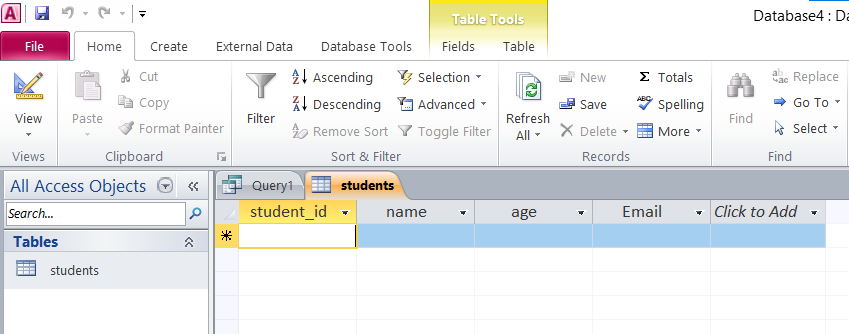 Table Tools
Database4 : Da
File Home Create External Data Database Tools Fields Table
View
Views
Paste
Cut
Copy
Format Painter
Clipboard
Filter
Ascending
Descending
Remove Sort
Selection
Advanced
Toggle Filter
Sort & Filter
Refresh
All
New
Save
Delete
Totals
Spelling
More
Records
Find
Replace
Go To
Select
Find
All Access Objects
Search...
Tables
students
Query1 students
student_id name age Email Click to Add